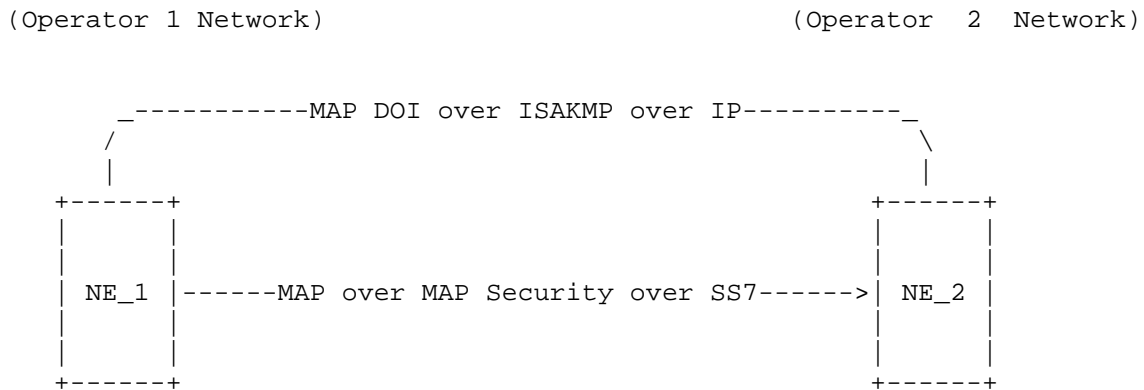 (Operator 1 Network) (Operator 2 Network)
MAP DOI over ISAKMP over IP
NE_1 MAP over MAP Security over SS7 NE_2